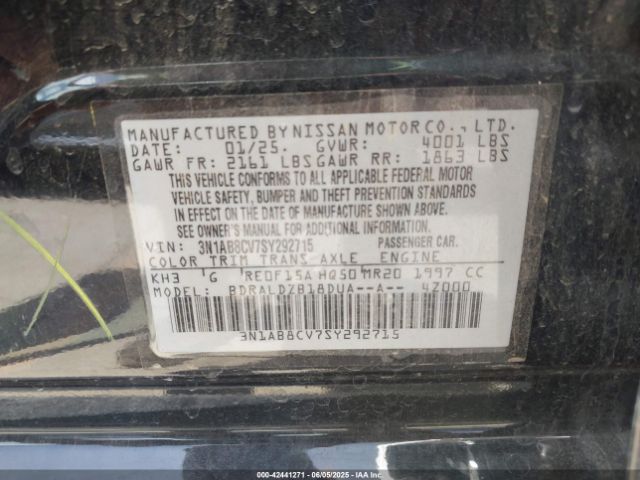 MANUFACTURED BY NISSAN MOTOR CO., LTD.
DATE: 01/25. GVWR: 4001 LBS
GAWR FR: 2161 LBS GAWR RR: 1863 LBS
THIS VEHICLE CONFORMS TO ALL APPLICABLE FEDERAL MOTOR
VEHICLE SAFETY, BUMPER AND THEFT PREVENTION STANDARDS
IN EFFECT ON THE DATE OF MANUFACTURE SHOWN ABOVE.
SEE OWNER'S MANUAL FOR ADDITIONAL INFORMATION.
VIN: 3N1AB8CV7SY292715 PASSENGER CAR.
COLOR TRIM TRANS AXLE ENGINE
KH3 G RE0F15A HQ50 MR20 1997 CC
MODEL: BDRALDZB18DUA--A-- 42000
3N1AB8CV7SY292715
000-42441271 - 06/05/2025 - IAAI.COM